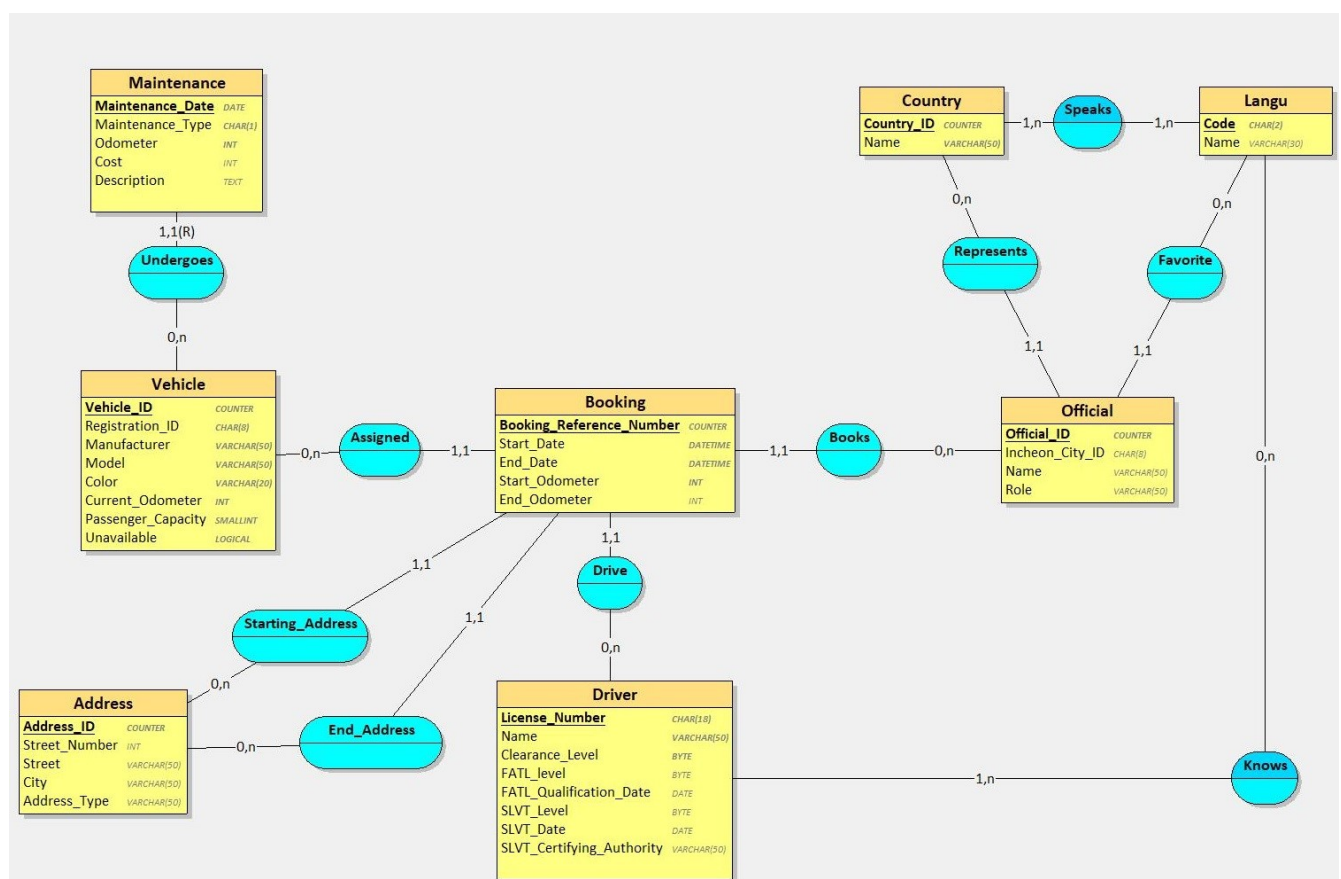 Maintenance
Maintenance_Date DATE
Maintenance_Type CHAR(1)
Odometer INT
Cost INT
Description TEXT
1,1(R)
Undergoes
0,n
Vehicle
Vehicle_ID COUNTER
Registration_ID CHAR(8)
Manufacturer VARCHAR(50)
Model VARCHAR(50)
Color VARCHAR(20)
Current_Odometer INT
Passenger_Capacity SMALLINT
Unavailable LOGICAL
0,n
Assigned
1,1
Booking
Booking_Reference_Number COUNTER
Start_Date DATETIME
End_Date DATETIME
Start_Odometer INT
End_Odometer INT
1,1
Books
0,n
Country
Country_ID COUNTER
Name VARCHAR(50)
1,n
Speaks
1,n
Langu
Code CHAR(2)
Name VARCHAR(30)
0,n
Represents
1,1
0,n
Favorite
1,1
Official
Official_ID COUNTER
Incheon_City_ID CHAR(8)
Name VARCHAR(50)
Role VARCHAR(50)
0,n
1,1
Starting_Address
0,n
1,1
End_Address
0,n
Address
Address_ID COUNTER
Street_Number INT
Street VARCHAR(50)
City VARCHAR(50)
Address_Type VARCHAR(50)
1,1
Drive
0,n
Driver
License_Number CHAR(18)
Name VARCHAR(50)
Clearance_Level BYTE
FATL_level BYTE
FATL_Qualification_Date DATE
SLVT_Level BYTE
SLVT_Date DATE
SLVT_Certifying_Authority VARCHAR(50)
1,n
Knows